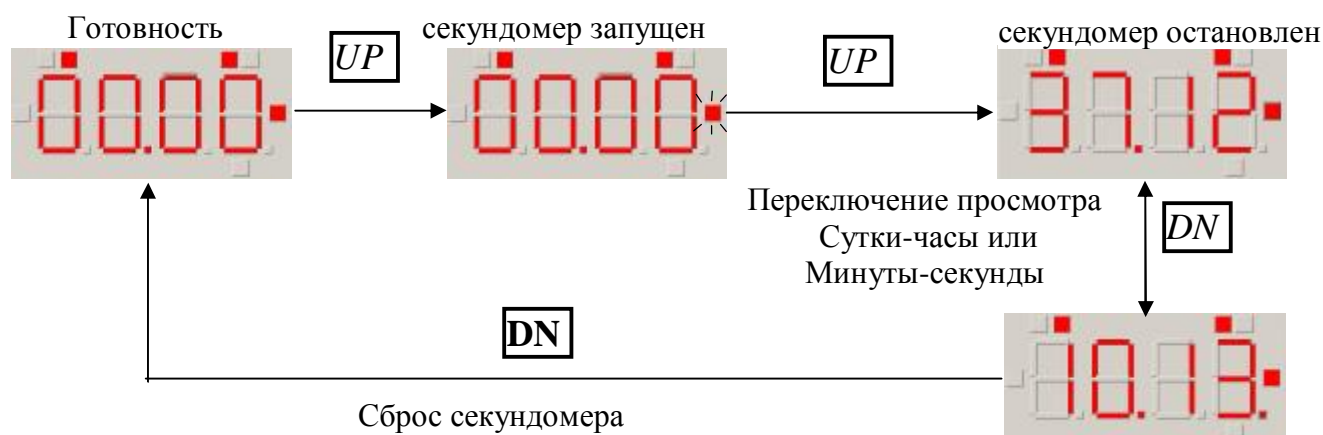 Готовность
UP
секундомер запущен
UP
секундомер остановлен
00.00
00.00
37.12
Переключение просмотра
Сутки-часы или
Минуты-секунды
DN
DN
10.13.
Сброс секундомера